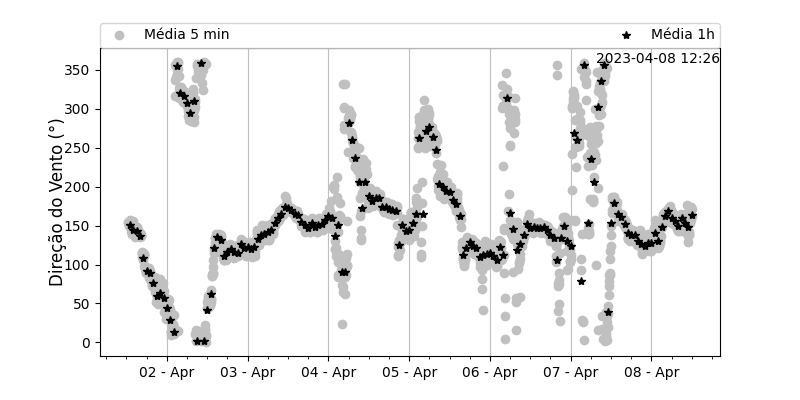 Média 5 min
Média 1h
2023-04-08 12:26
Direção do Vento (°)
350
300
250
200
150
100
50
0
02 - Apr
03 - Apr
04 - Apr
05 - Apr
06 - Apr
07 - Apr
08 - Apr